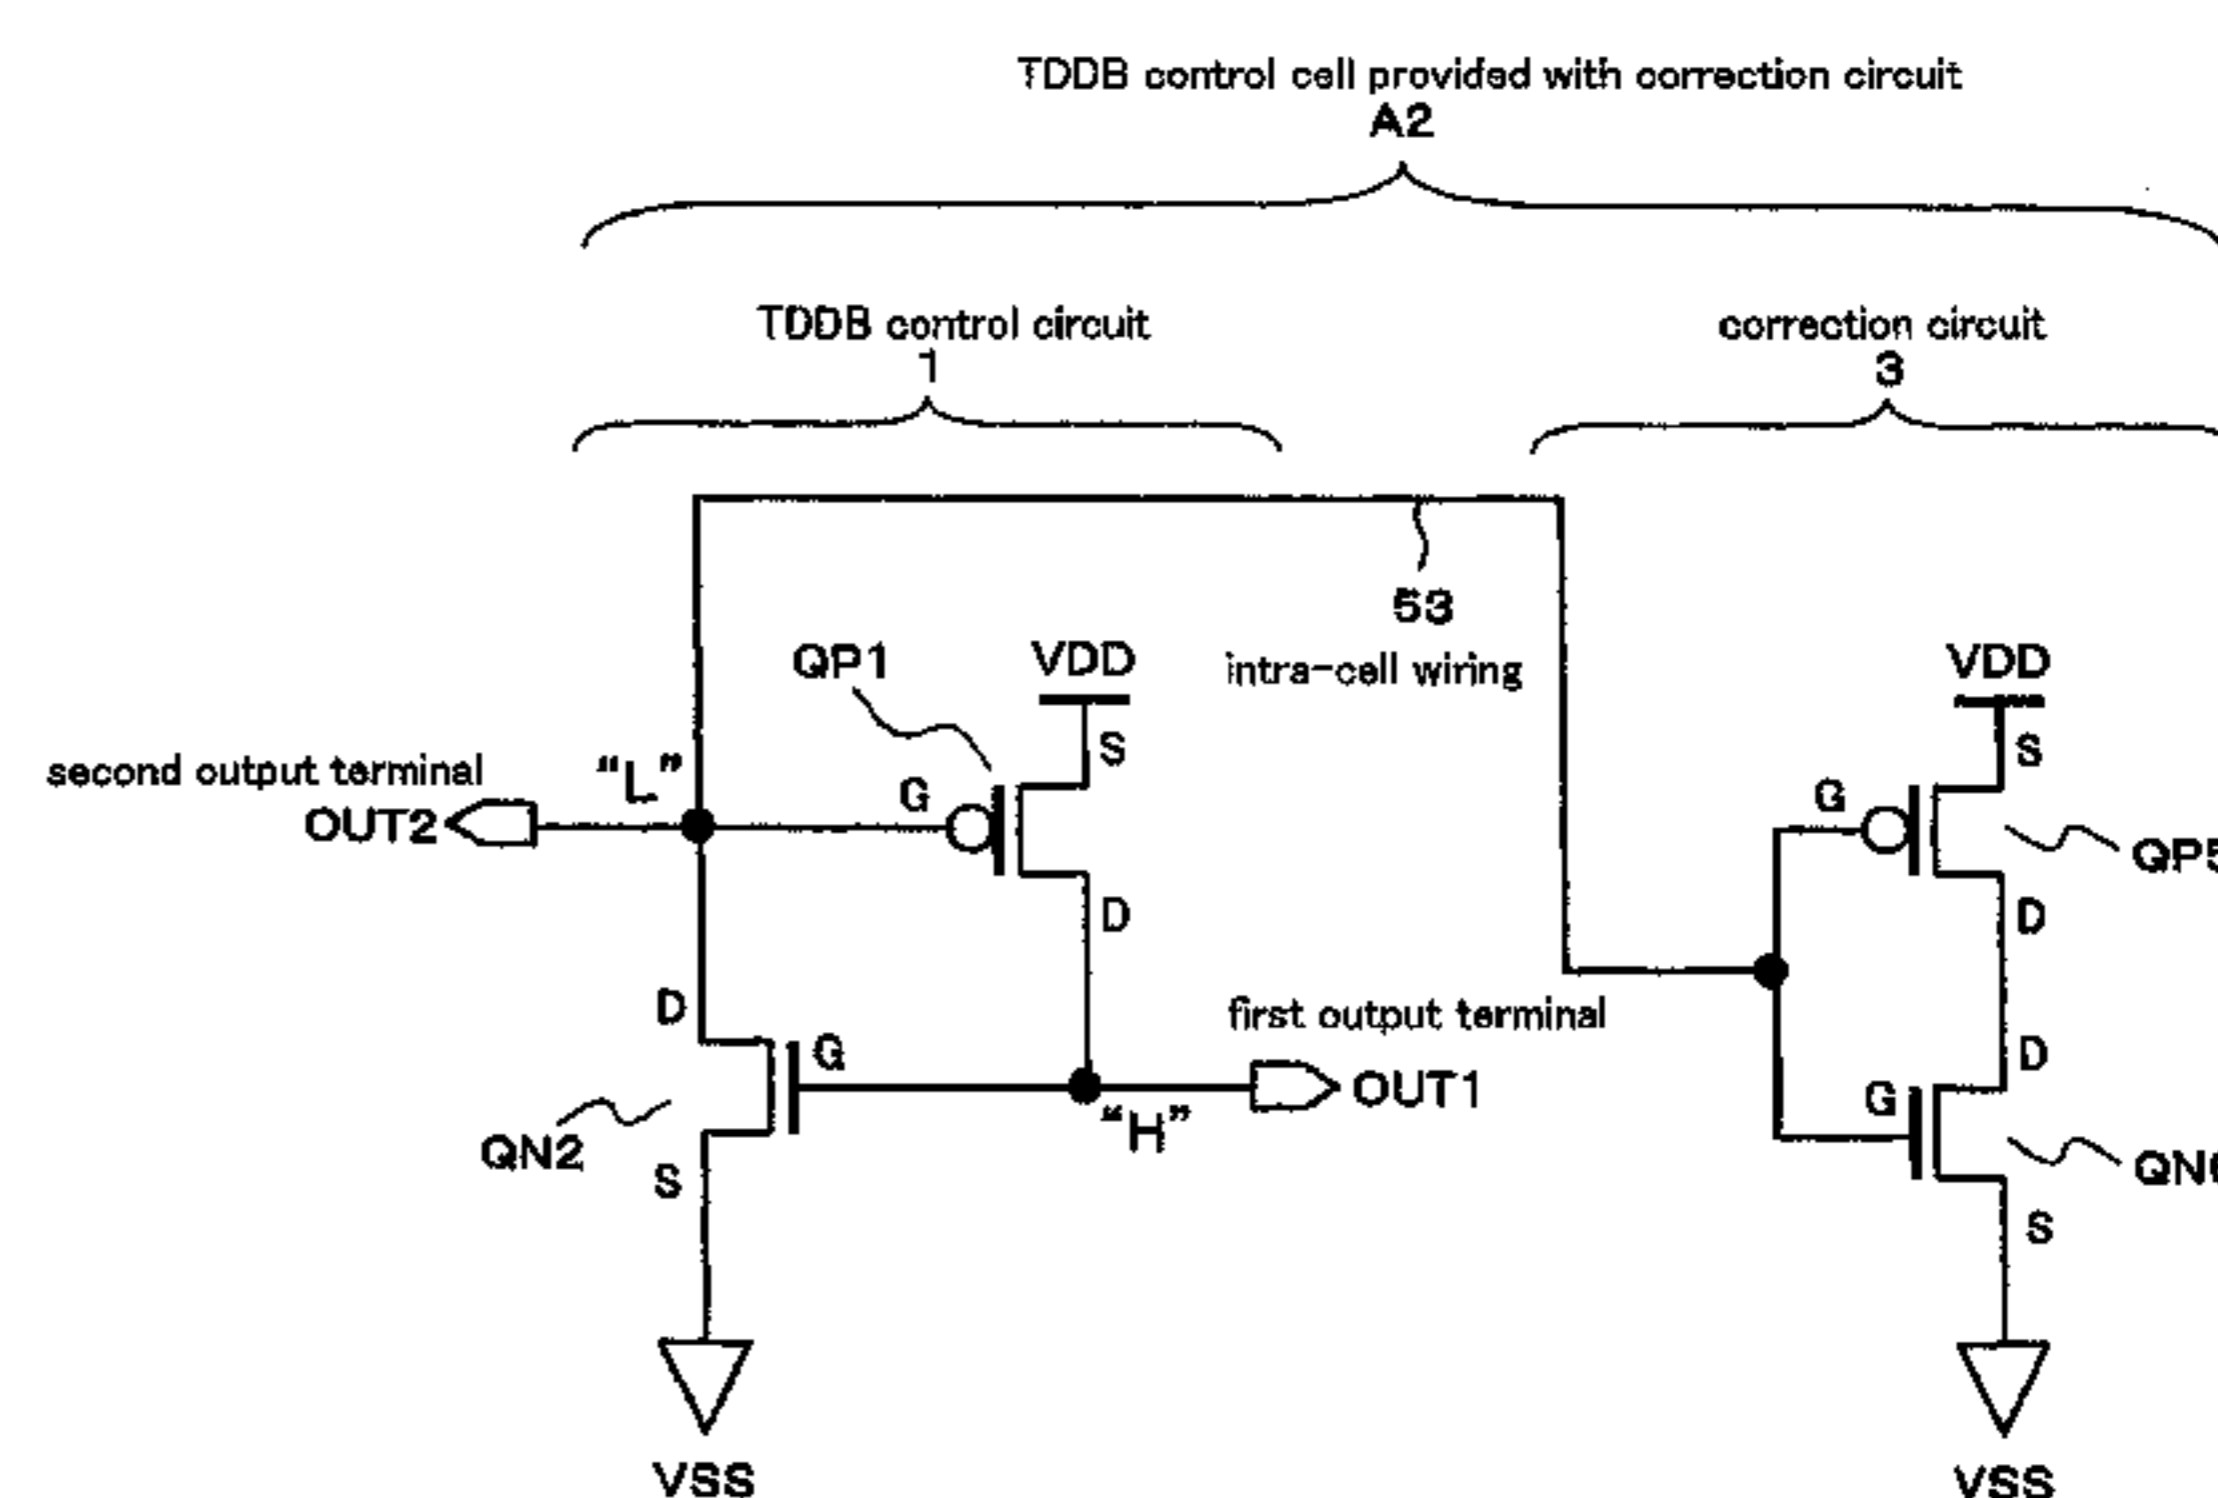 TDDB control cell provided with correction circuit
A2
TDDB control circuit
1
correction circuit
3
53
intra-cell wiring
QP1
VDD
S
VDD
S
second output terminal
"L"
G
G
OUT2
QP5
D
D
D
first output terminal
D
G
G
OUT1
"H"
QN2
S
S
VSS
VSS